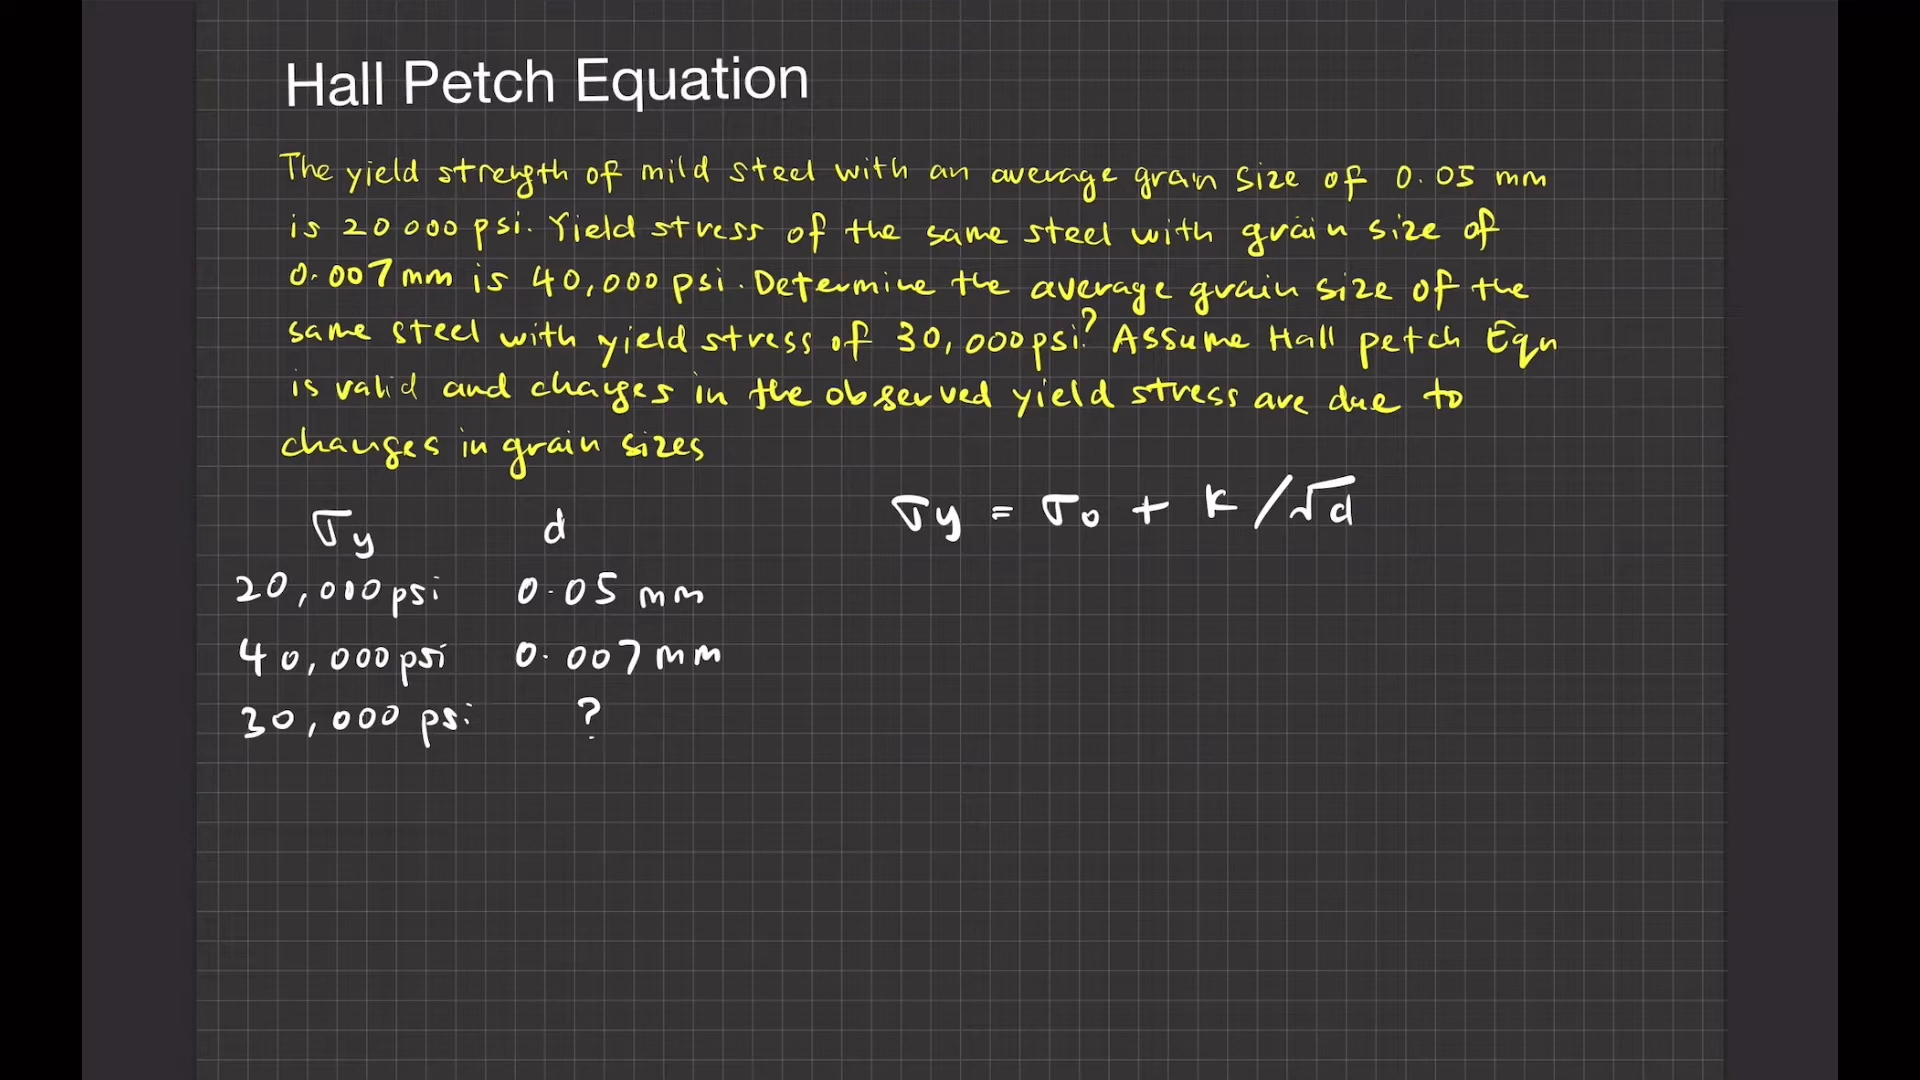 Hall Petch Equation
The yield strength of mild steel with an average grain size of 0.05 mm
is 20 000 psi. Yield stress of the same steel with grain size of
0.007 mm is 40,000 psi. Determine the average grain size of the
same steel with yield stress of 30,000 psi? Assume Hall petch Eqn
is valid and changes in the observed yield stress are due to
changes in grain sizes
σy d
σy = σo + k/√d
20,000 psi 0.05 mm
40,000 psi 0.007 mm
30,000 psi ?